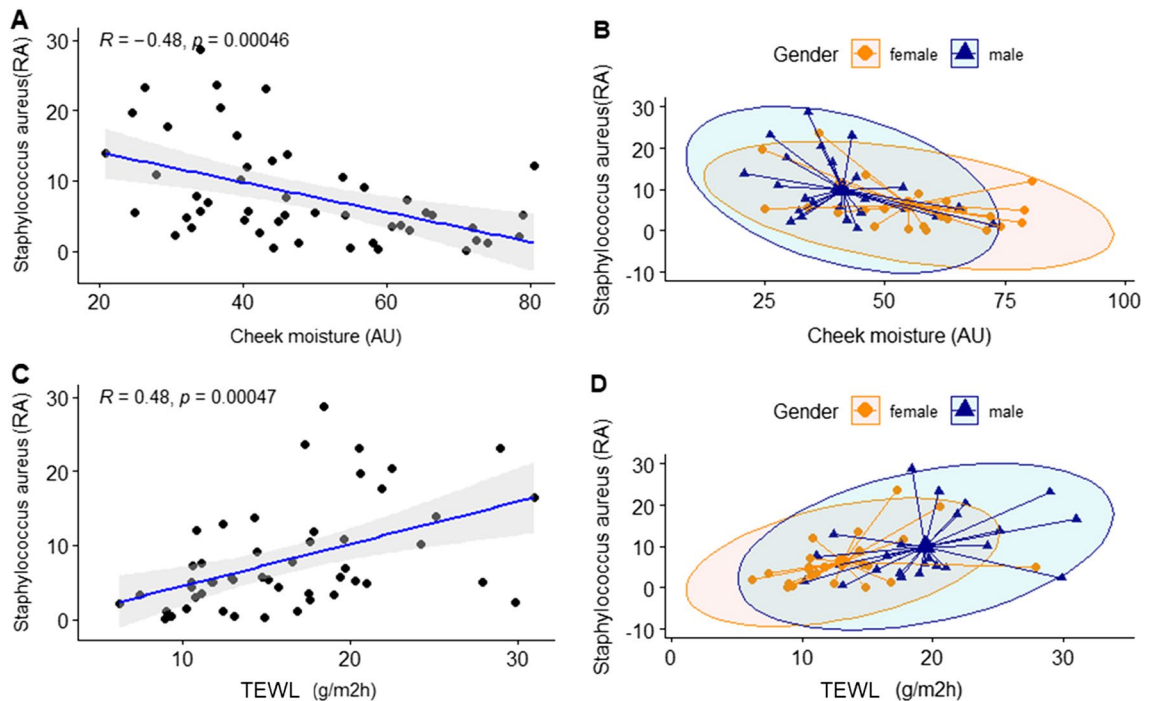 A
R = −0.48, p = 0.00046
Staphylococcus aureus(RA)
30
20
10
0
20 40 60 80
Cheek moisture (AU)
B
Gender female male
Staphylococcus aureus(RA)
30
20
10
0
-10
25 50 75 100
Cheek moisture (AU)
C
R = 0.48, p = 0.00047
Staphylococcus aureus (RA)
30
20
10
0
10 20 30
TEWL (g/m2h)
D
Gender female male
Staphylococcus aureus (RA)
30
20
10
0
-10
0 10 20 30
TEWL (g/m2h)